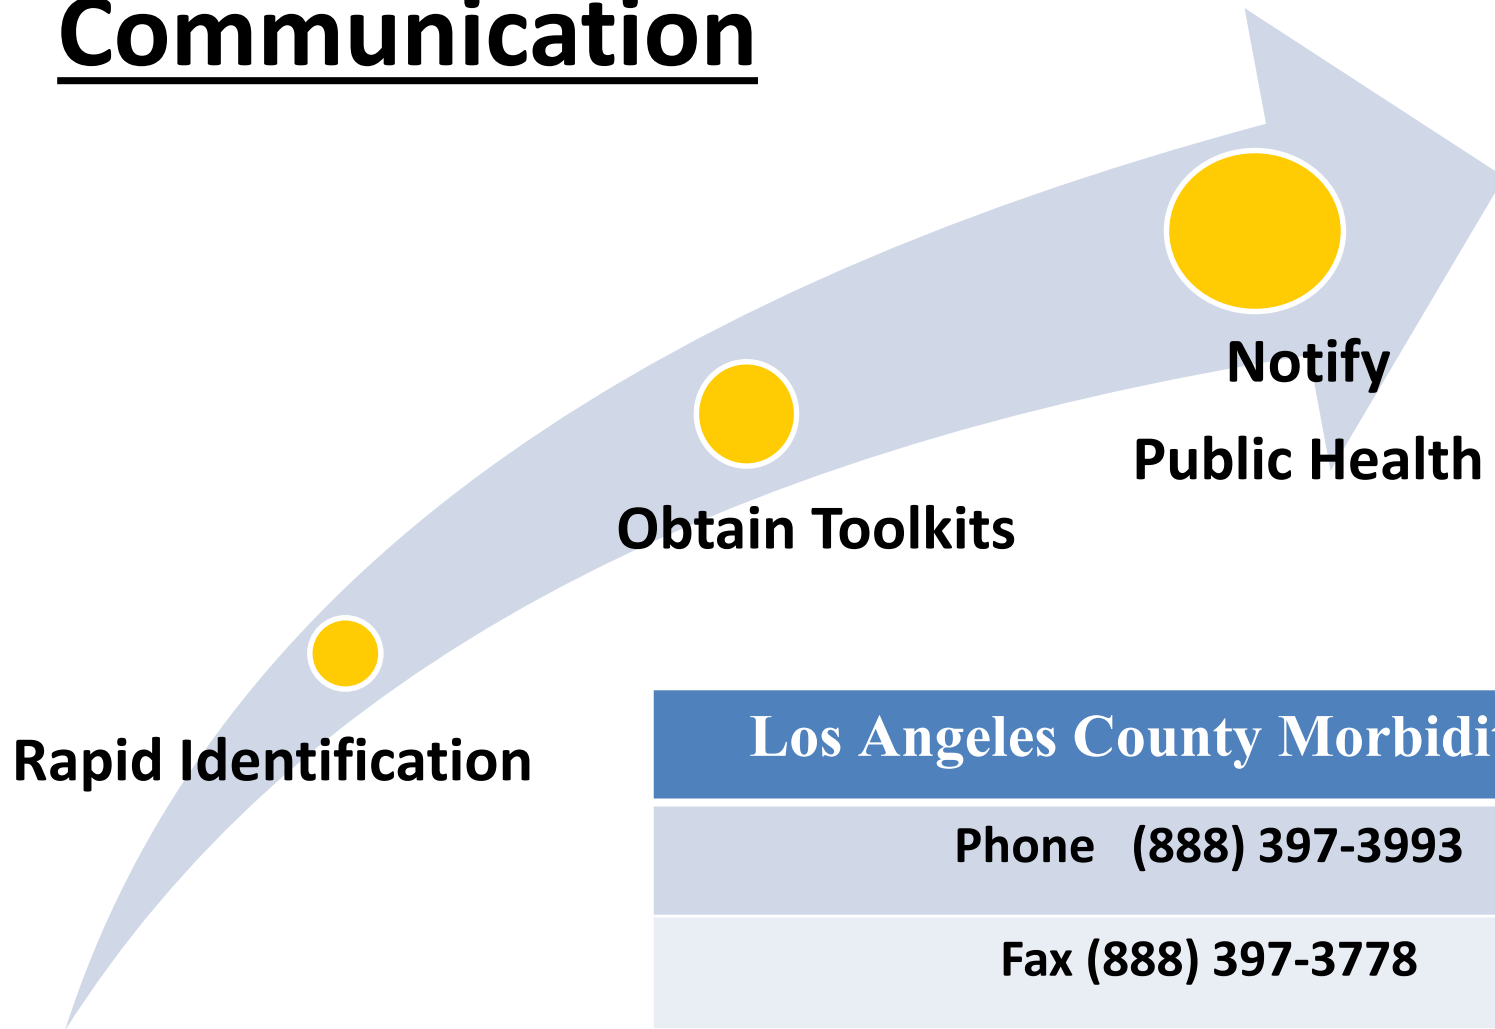 Communication
Notify
Public Health
Obtain Toolkits
Rapid Identification
Los Angeles County
Phone (888) 397-3993
Fax (888) 397-3778